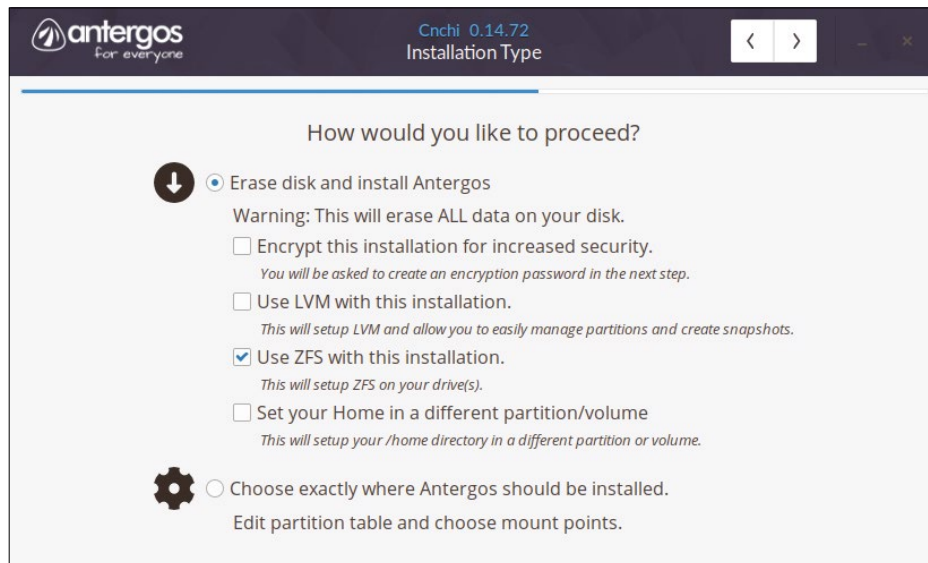 antergos
for everyone
Cnchi 0.14.72
Installation Type
How would you like to proceed?
Erase disk and install Antergos
Warning: This will erase ALL data on your disk.
Encrypt this installation for increased security.
You will be asked to create an encryption password in the next step.
Use LVM with this installation.
This will setup LVM and allow you to easily manage partitions and create snapshots.
Use ZFS with this installation.
This will setup ZFS on your drive(s).
Set your Home in a different partition/volume
This will setup your /home directory in a different partition or volume.
Choose exactly where Antergos should be installed.
Edit partition table and choose mount points.